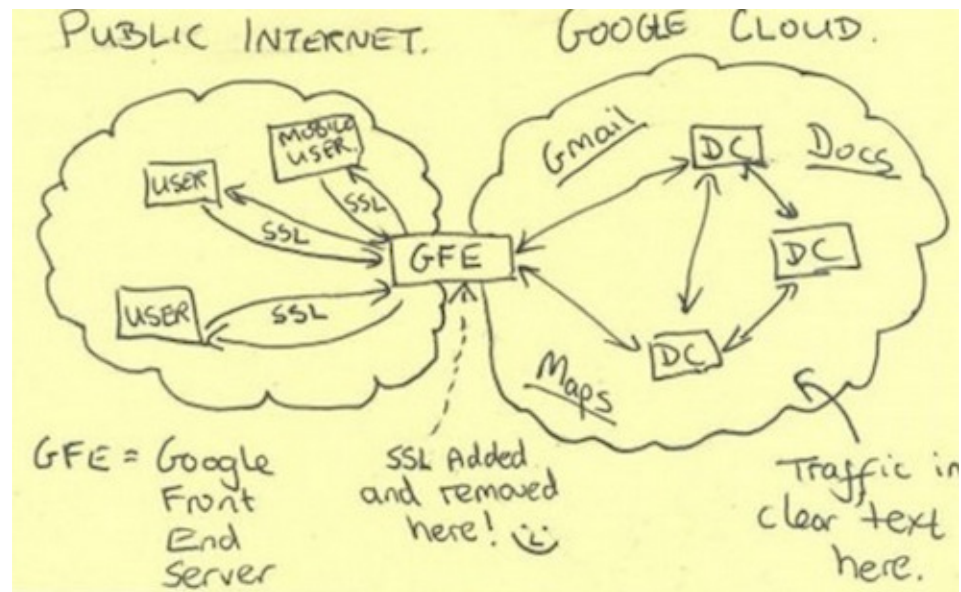 PUBLIC INTERNET.
GOOGLE CLOUD.
MOBILE
USER.
USER
SSL
SSL
USER
SSL
GFE
Gmail
DC
Docs
DC
DC
Maps
GFE = Google
Front
End
Server
SSL Added
and removed
here!
Traffic in
clear text
here.